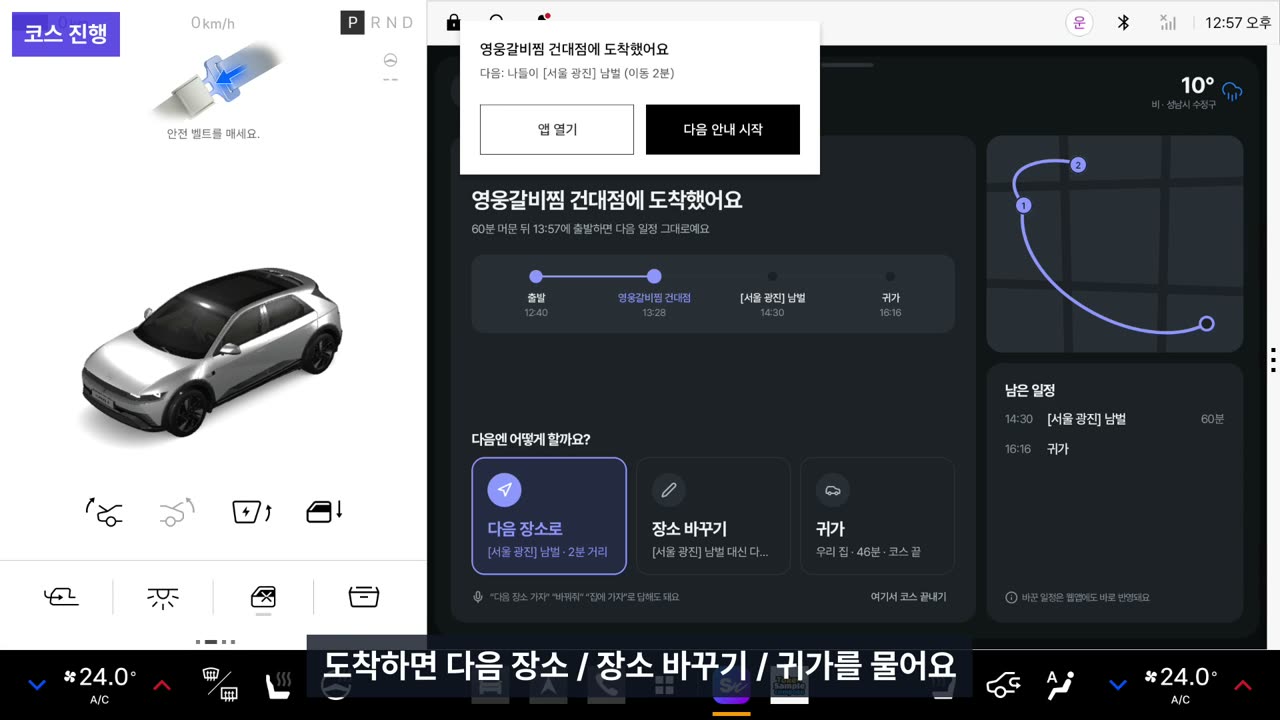 코스 진행
0 km/h
P R N D
안전 벨트를 매세요.
운
12:57 오후
영웅갈비찜 건대점에 도착했어요
다음: 나들이 [서울 광진] 남벌 (이동 2분)
앱 열기
다음 안내 시작
10°
비 · 성남시 수정구
영웅갈비찜 건대점에 도착했어요
60분 머문 뒤 13:57에 출발하면 다음 일정 그대로예요
출발
영웅갈비찜 건대점
[서울 광진] 남벌
귀가
12:40
13:28
14:30
16:16
2
1
남은 일정
14:30 [서울 광진] 남벌 60분
16:16 귀가
다음엔 어떻게 할까요?
다음 장소로
[서울 광진] 남벌 · 2분 거리
장소 바꾸기
[서울 광진] 남벌 대신 다...
귀가
우리 집 · 46분 · 코스 끝
"다음 장소 가자" "바꿔줘" "집에 가자"로 답해도 돼요
여기서 코스 끝내기
바꾼 일정은 웹앱에도 바로 반영돼요
도착하면 다음 장소 / 장소 바꾸기 / 귀가를 물어요
24.0°
A/C
A
24.0°
A/C